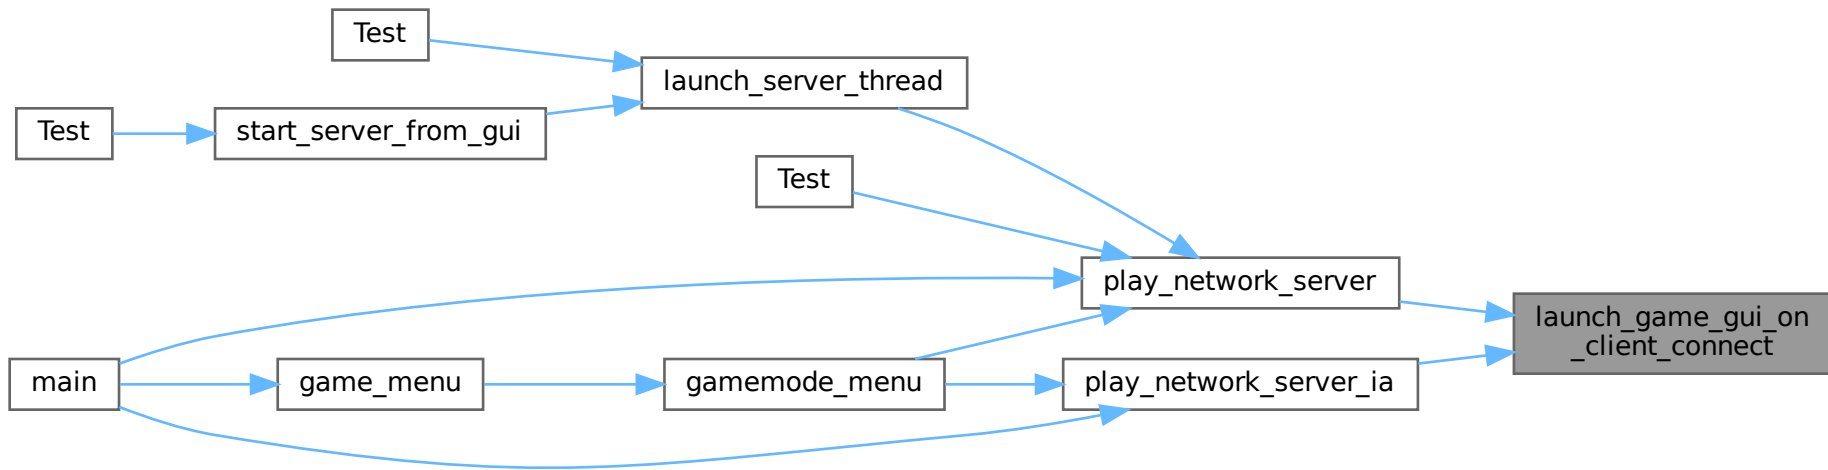 Test
launch_server_thread
Test
start_server_from_gui
Test
play_network_server
launch_game_gui_on
_client_connect
main
game_menu
gamemode_menu
play_network_server_ia